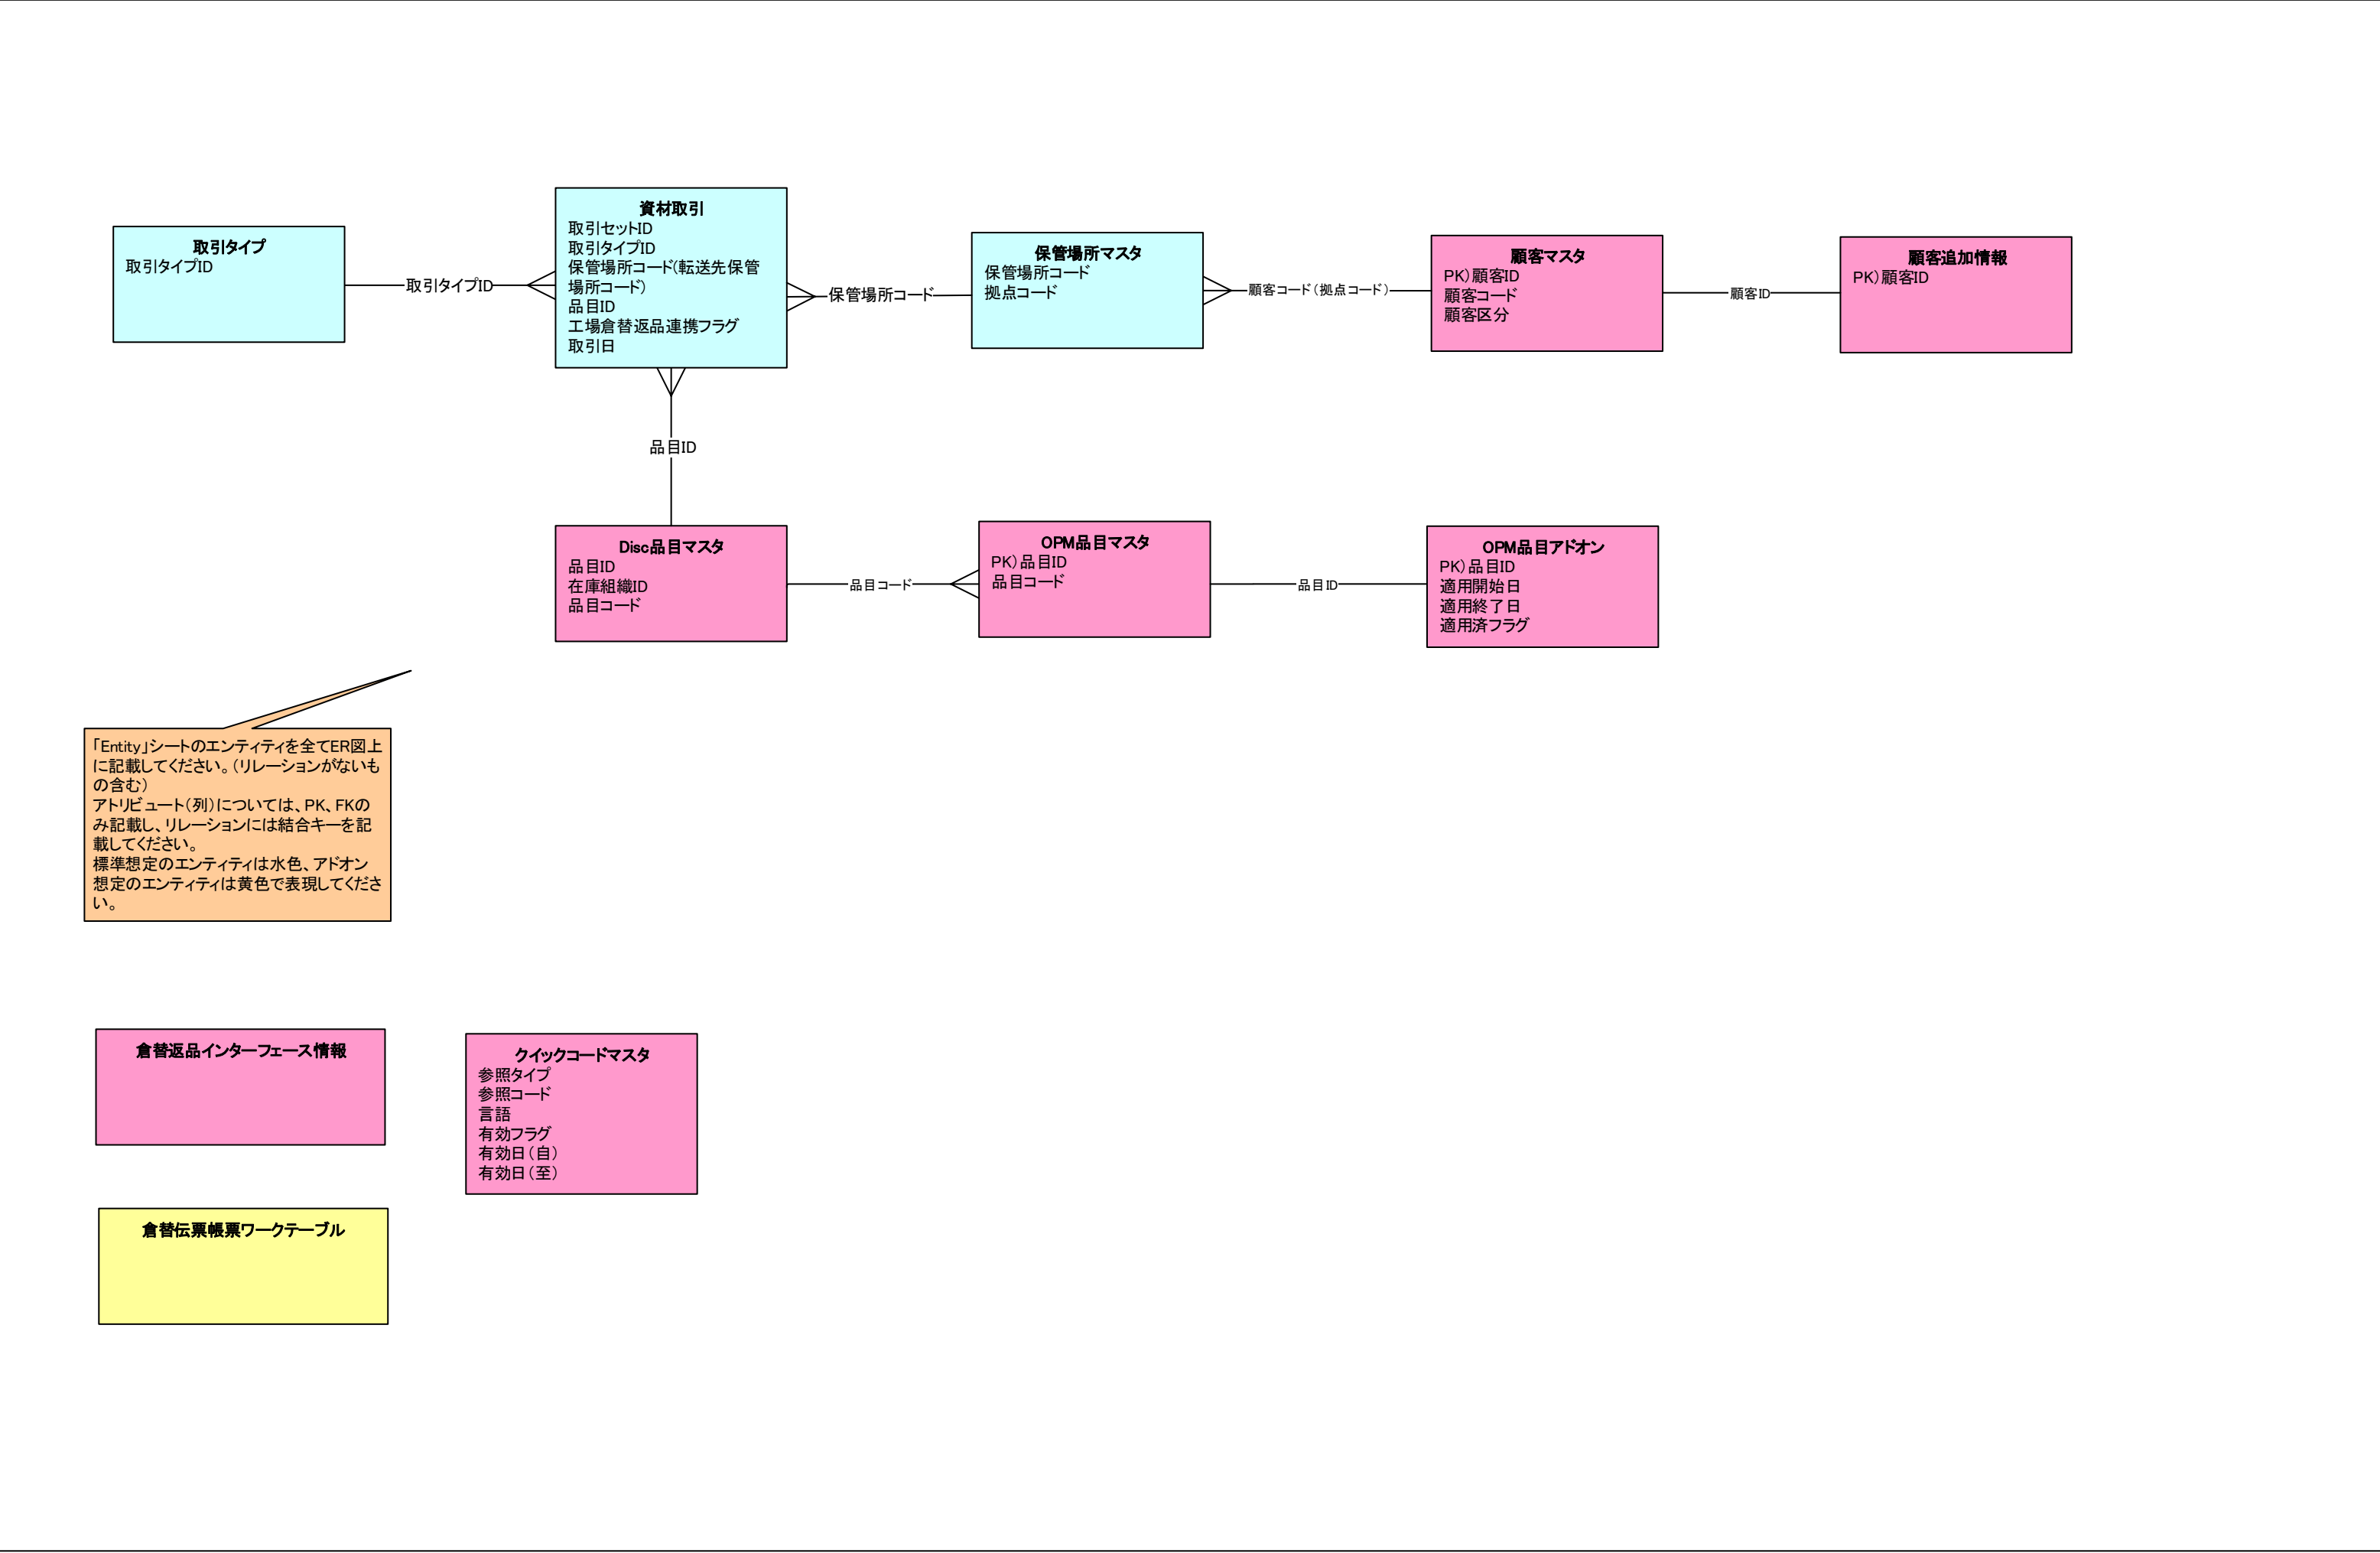 取引タイプ
取引タイプID
取引タイプID
資材取引
取引セットID
取引タイプID
保管場所コード(転送先保管
場所コード)
品目ID
工場倉替返品連携フラグ
取引日
保管場所コード
保管場所マスタ
保管場所コード
拠点コード
顧客コード(拠点コード)
顧客マスタ
PK)顧客ID
顧客コード
顧客区分
顧客ID
顧客追加情報
PK)顧客ID
品目ID
Disc品目マスタ
品目ID
在庫組織ID
品目コード
品目コード
OPM品目マスタ
PK)品目ID
品目コード
品目ID
OPM品目アドオン
PK)品目ID
適用開始日
適用終了日
適用済フラグ
「Entity」シートのエンティティを全てER図上
に記載してください。(リレーションがないも
の含む)
アトリビュート(列)については、PK、FKの
み記載し、リレーションには結合キーを記
載してください。
標準想定のエンティティは水色、アドオン
想定のエンティティは黄色で表現してくださ
い。
倉替返品インターフェース情報
クイックコードマスタ
参照タイプ
参照コード
言語
有効フラグ
有効日(自)
有効日(至)
倉替伝票帳票ワークテーブル